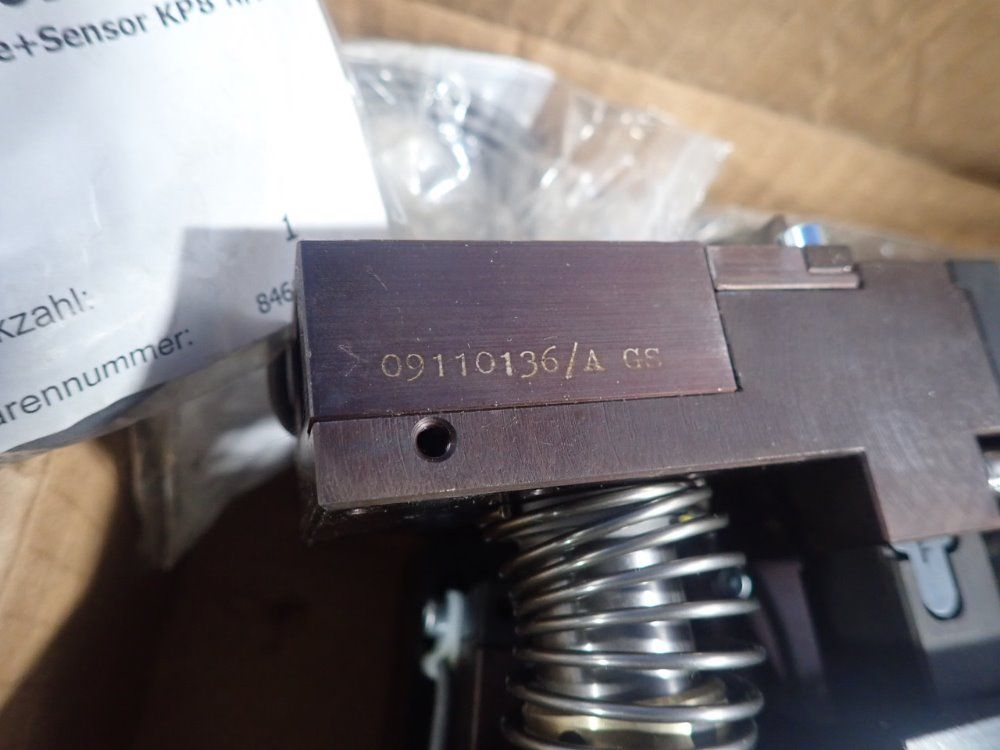 e+Sensor KP8
1
kzahl:
846
arennummer:
09110136/A GS